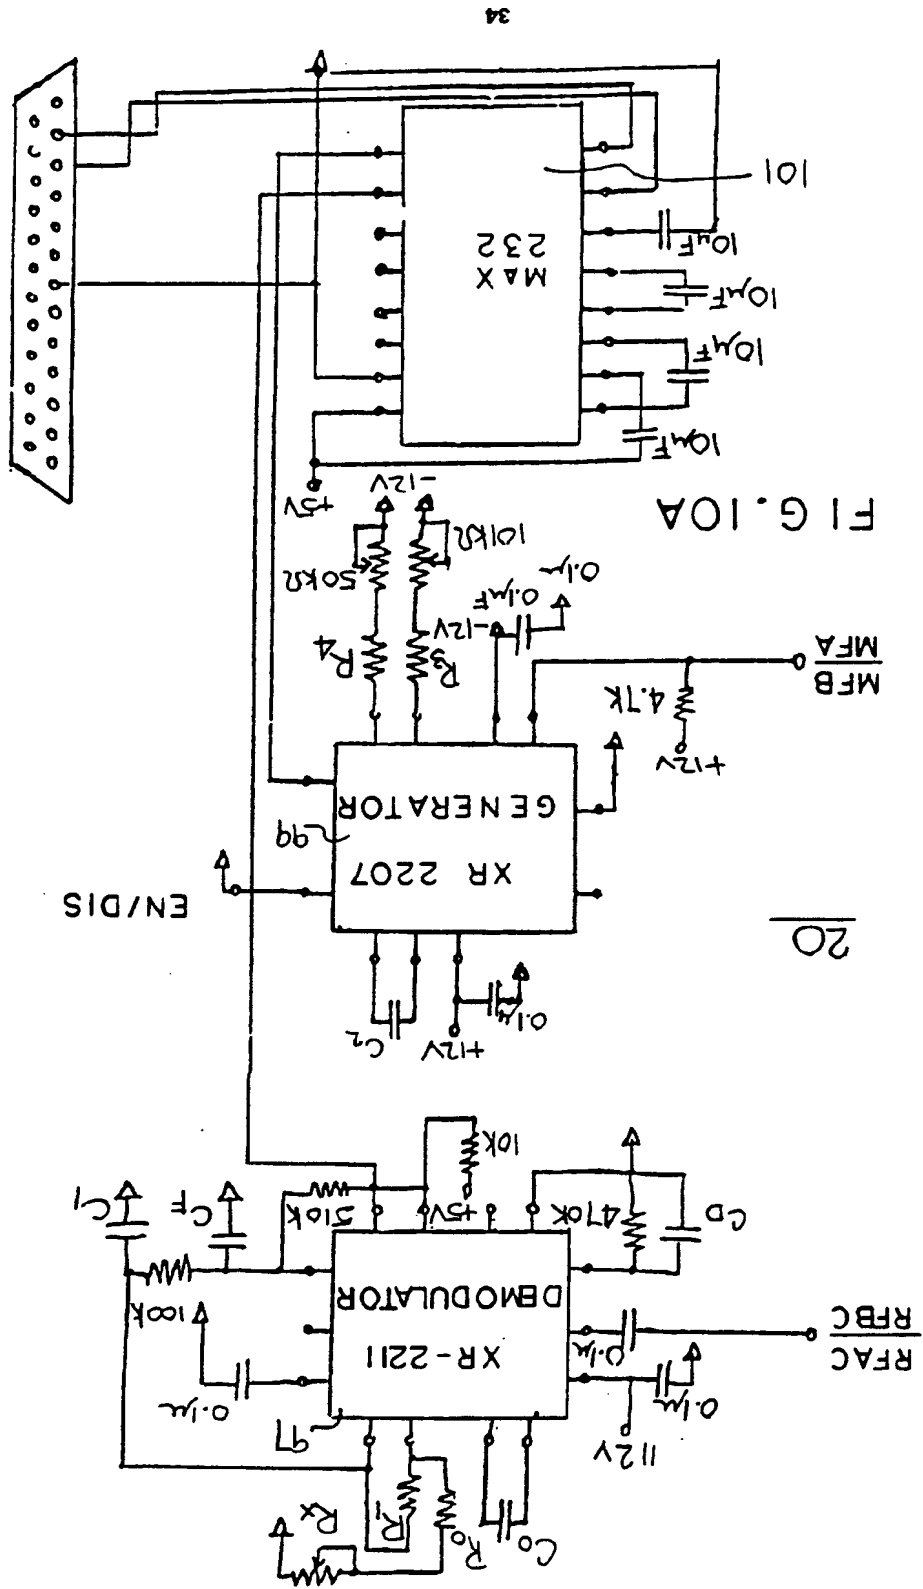 Rx
C0
R0
R1
112V
97
0.1μ
0.1μ
RFAC
RFBC
0.1μ
XR-2211
DEMODULATOR
100k
CD
470k
+5V
510k
CF
C1
10k
+12V
C2
0.1μ
20
XR 2207
GENERATOR
99
EN/DIS
+12V
4.7k
MFB
MFA
R3
R4
-12V
0.1μF
0.1μ
101kΩ
50kΩ
-12V
-12V
FIG.10A
+5V
10μF
10μF
10μF
10μF
MAX
232
101
34